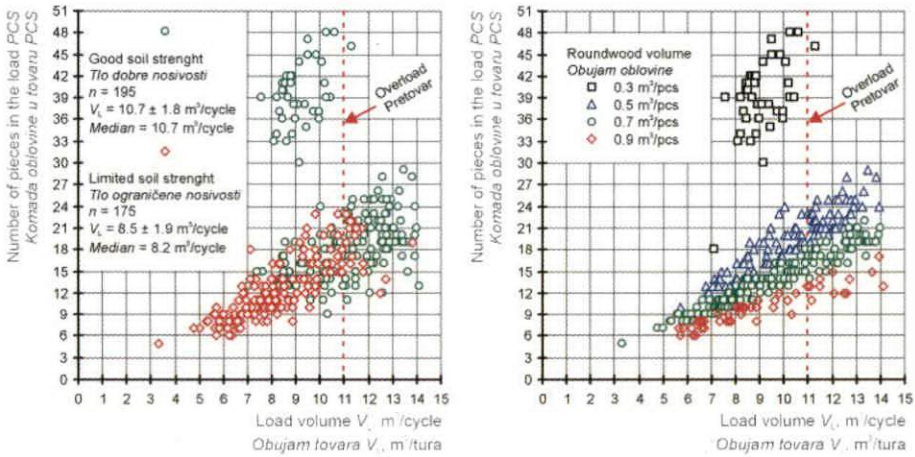 Number of pieces in the load PCS
Komada oblovine u tovaru PCS
51
48
45
42
39
36
33
30
27
24
21
18
15
12
9
6
3
0
Good soil strenght
Tlo dobre nosivosti
n = 195
V_L = 10.7 ± 1.8 m³/cycle
Median = 10.7 m³/cycle
Limited soil strenght
Tlo ograničene nosivosti
n = 175
V_L = 8.5 ± 1.9 m³/cycle
Median = 8.2 m³/cycle
Overload
Pretovar
0 1 2 3 4 5 6 7 8 9 10 11 12 13 14 15
Load volume V_L, m³/cycle
Obujam tovara V_L, m³/tura
Number of pieces in the load PCS
Komada oblovine u tovaru PCS
51
48
45
42
39
36
33
30
27
24
21
18
15
12
9
6
3
0
Roundwood volume
Obujam oblovine
0.3 m³/pcs
0.5 m³/pcs
0.7 m³/pcs
0.9 m³/pcs
Overload
Pretovar
0 1 2 3 4 5 6 7 8 9 10 11 12 13 14 15
Load volume V_L, m³/cycle
Obujam tovara V_L, m³/tura